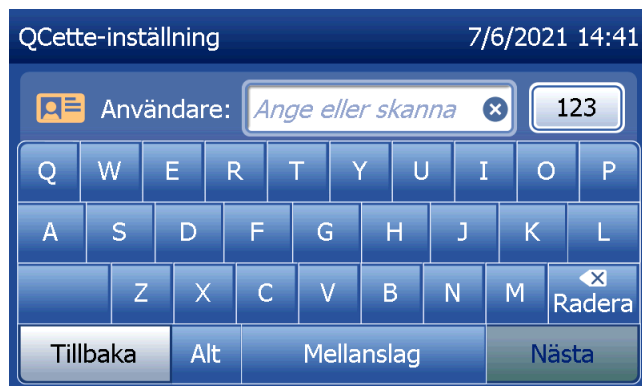 QCette-inställning 7/6/2021 14:41
Användare: Ange eller skanna 123
Q W E R T Y U I O P
A S D F G H J K L
Z X C V B N M Radera
Tillbaka Alt Mellanslag Nästa